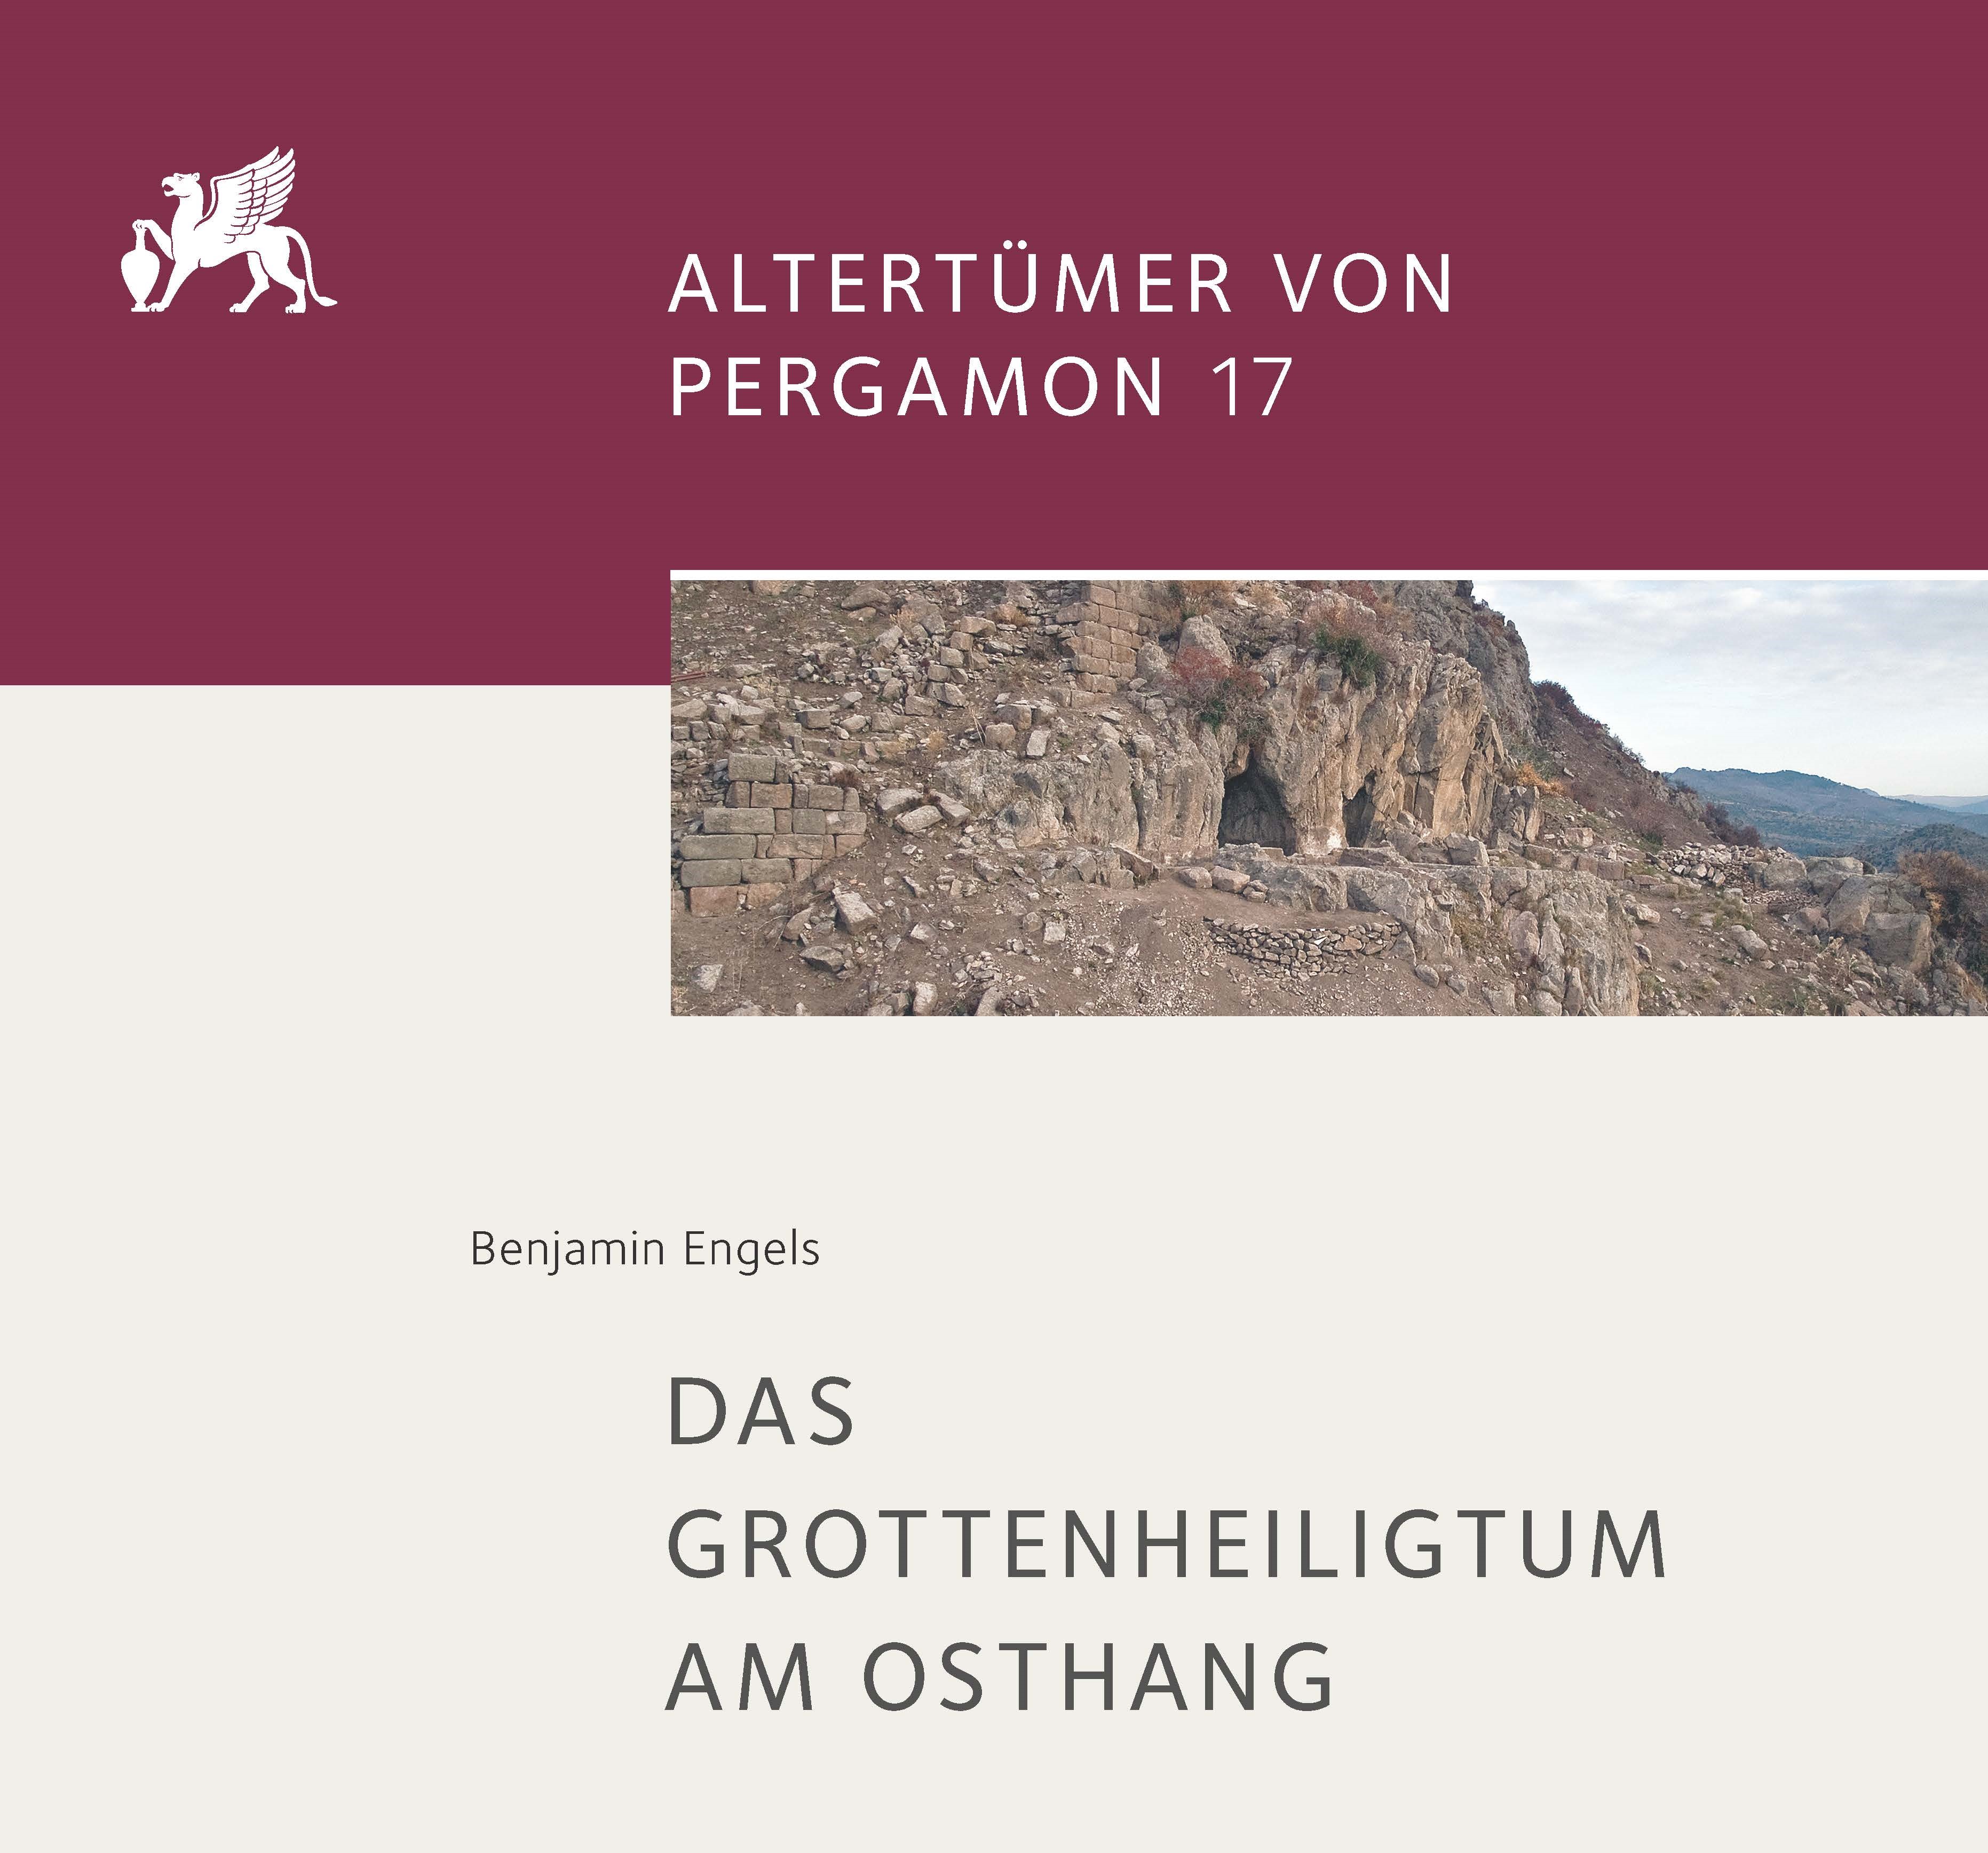 ALTERTÜMER VON
PERGAMON 17
Benjamin Engels
DAS
GROTTENHEILIGTUM
AM OSTHANG